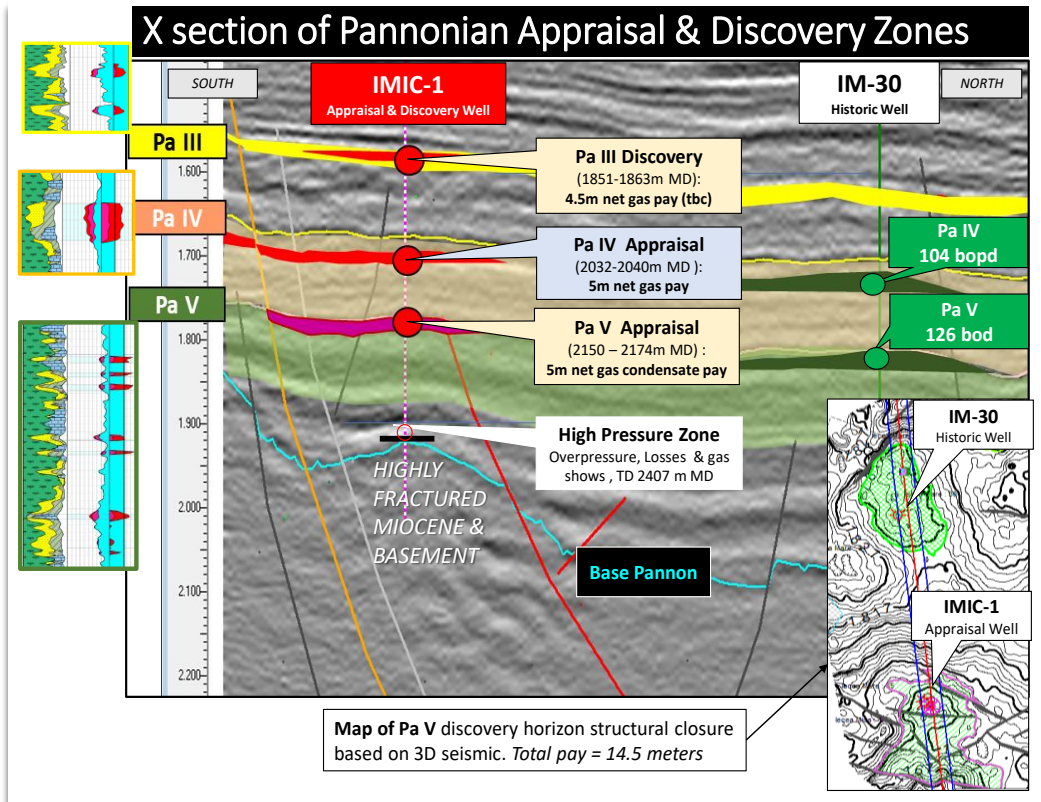 X section of Pannonian Appraisal & Discovery Zones
SOUTH
IMIC-1
Appraisal & Discovery Well
IM-30
Historic Well
NORTH
Pa III
1.600
Pa III Discovery
(1851-1863m MD):
4.5m net gas pay (tbc)
Pa IV
1.700
Pa IV Appraisal
(2032-2040m MD ) :
5m net gas pay
Pa IV
104 bopd
Pa V
1.800
Pa V Appraisal
(2150 – 2174m MD) :
5m net gas condensate pay
Pa V
126 bod
1.900
High Pressure Zone
Overpressure, Losses & gas
shows , TD 2407 m MD
HIGHLY
FRACTURED
MIOCENE &
BASEMENT
2.000
Base Pannon
2.100
2.200
IM-30
Historic Well
1817
IMIC-1
Appraisal Well
Map of Pa V discovery horizon structural closure
based on 3D seismic. Total pay = 14.5 meters